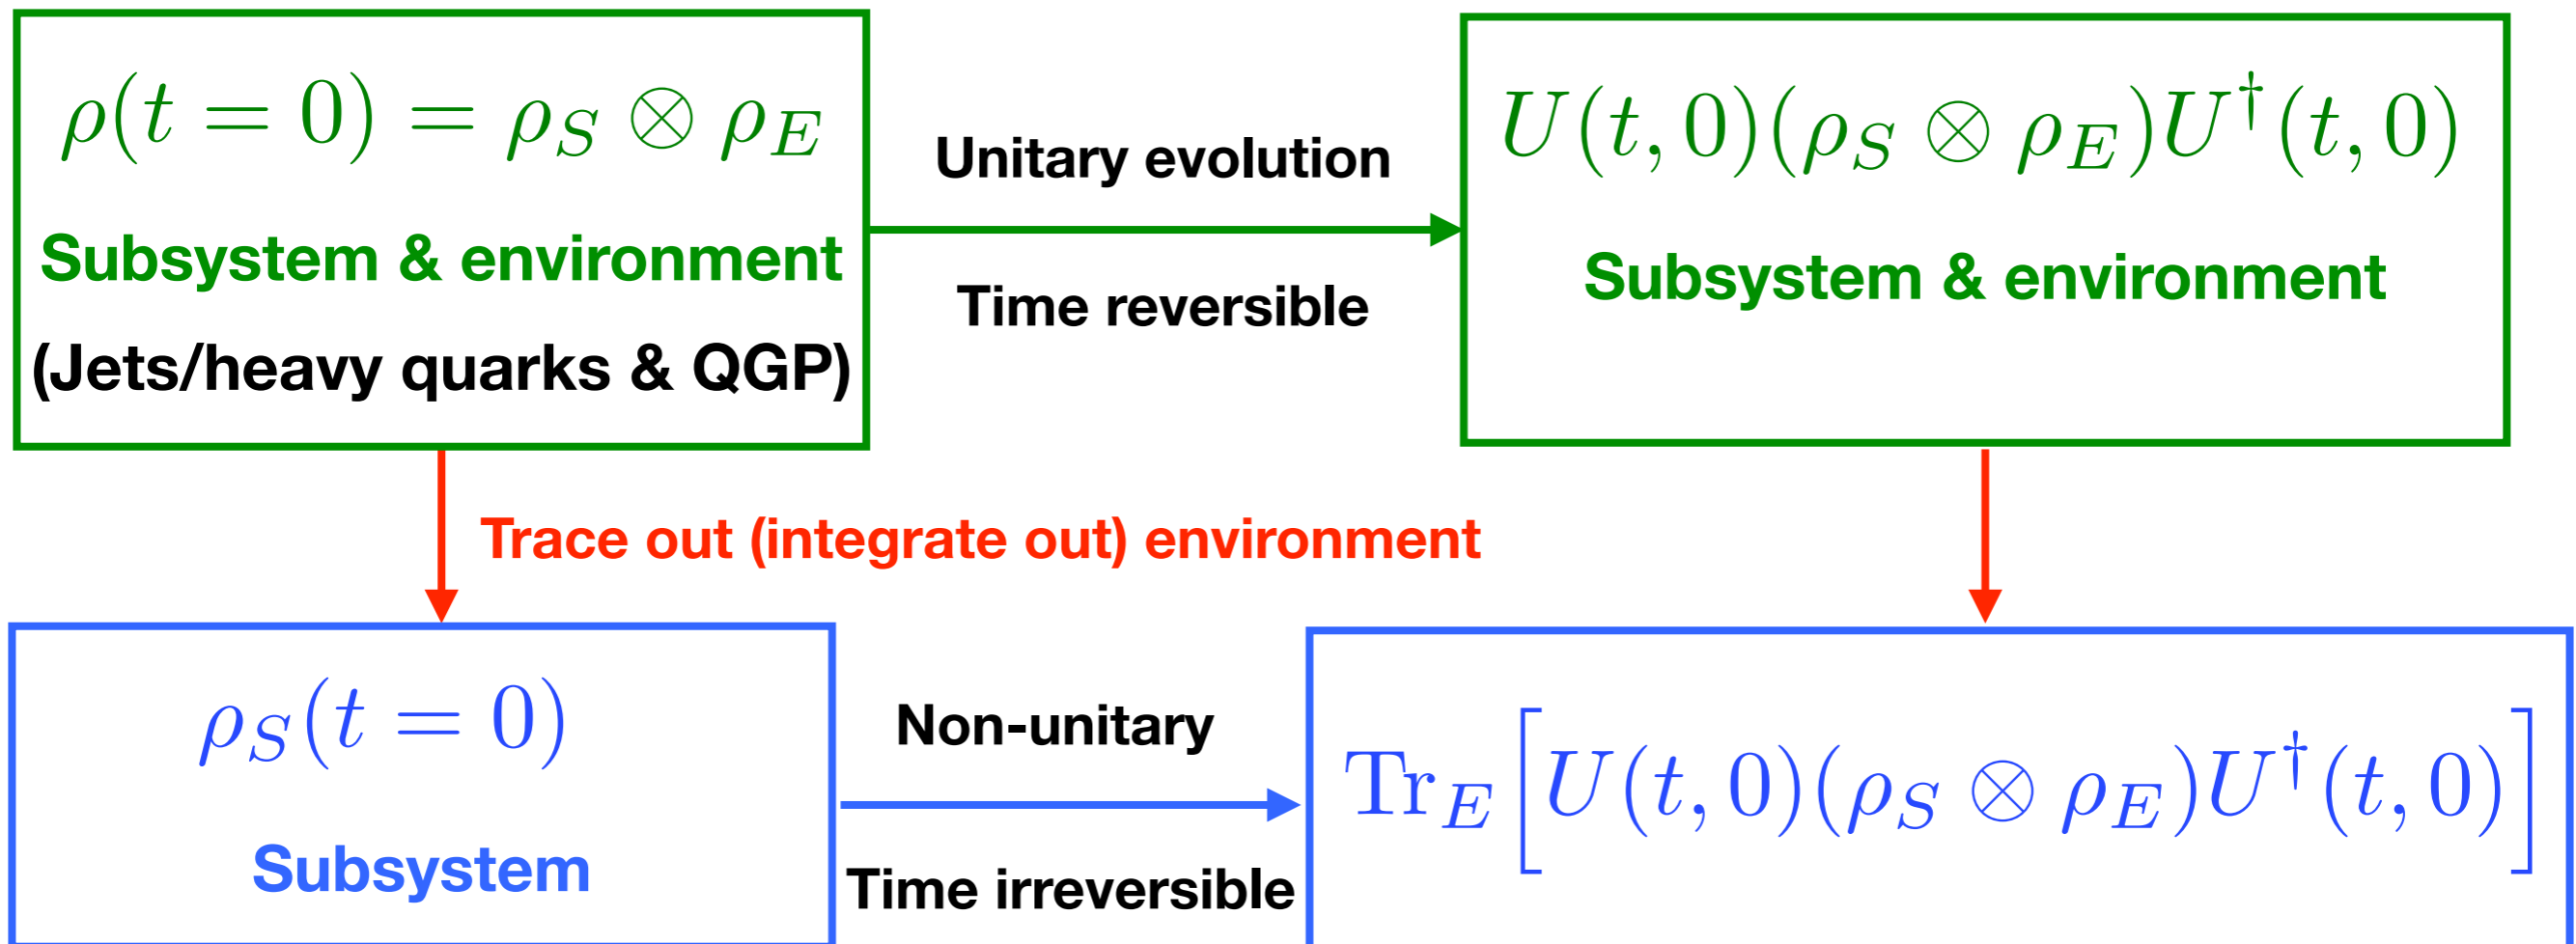 ρ(t = 0) = ρ_S ⊗ ρ_E
Subsystem & environment
(Jets/heavy quarks & QGP)
Unitary evolution
Time reversible
U(t, 0)(ρ_S ⊗ ρ_E)U†(t, 0)
Subsystem & environment
Trace out (integrate out) environment
ρ_S(t = 0)
Subsystem
Non-unitary
Time irreversible
Tr_E[U(t, 0)(ρ_S ⊗ ρ_E)U†(t, 0)]